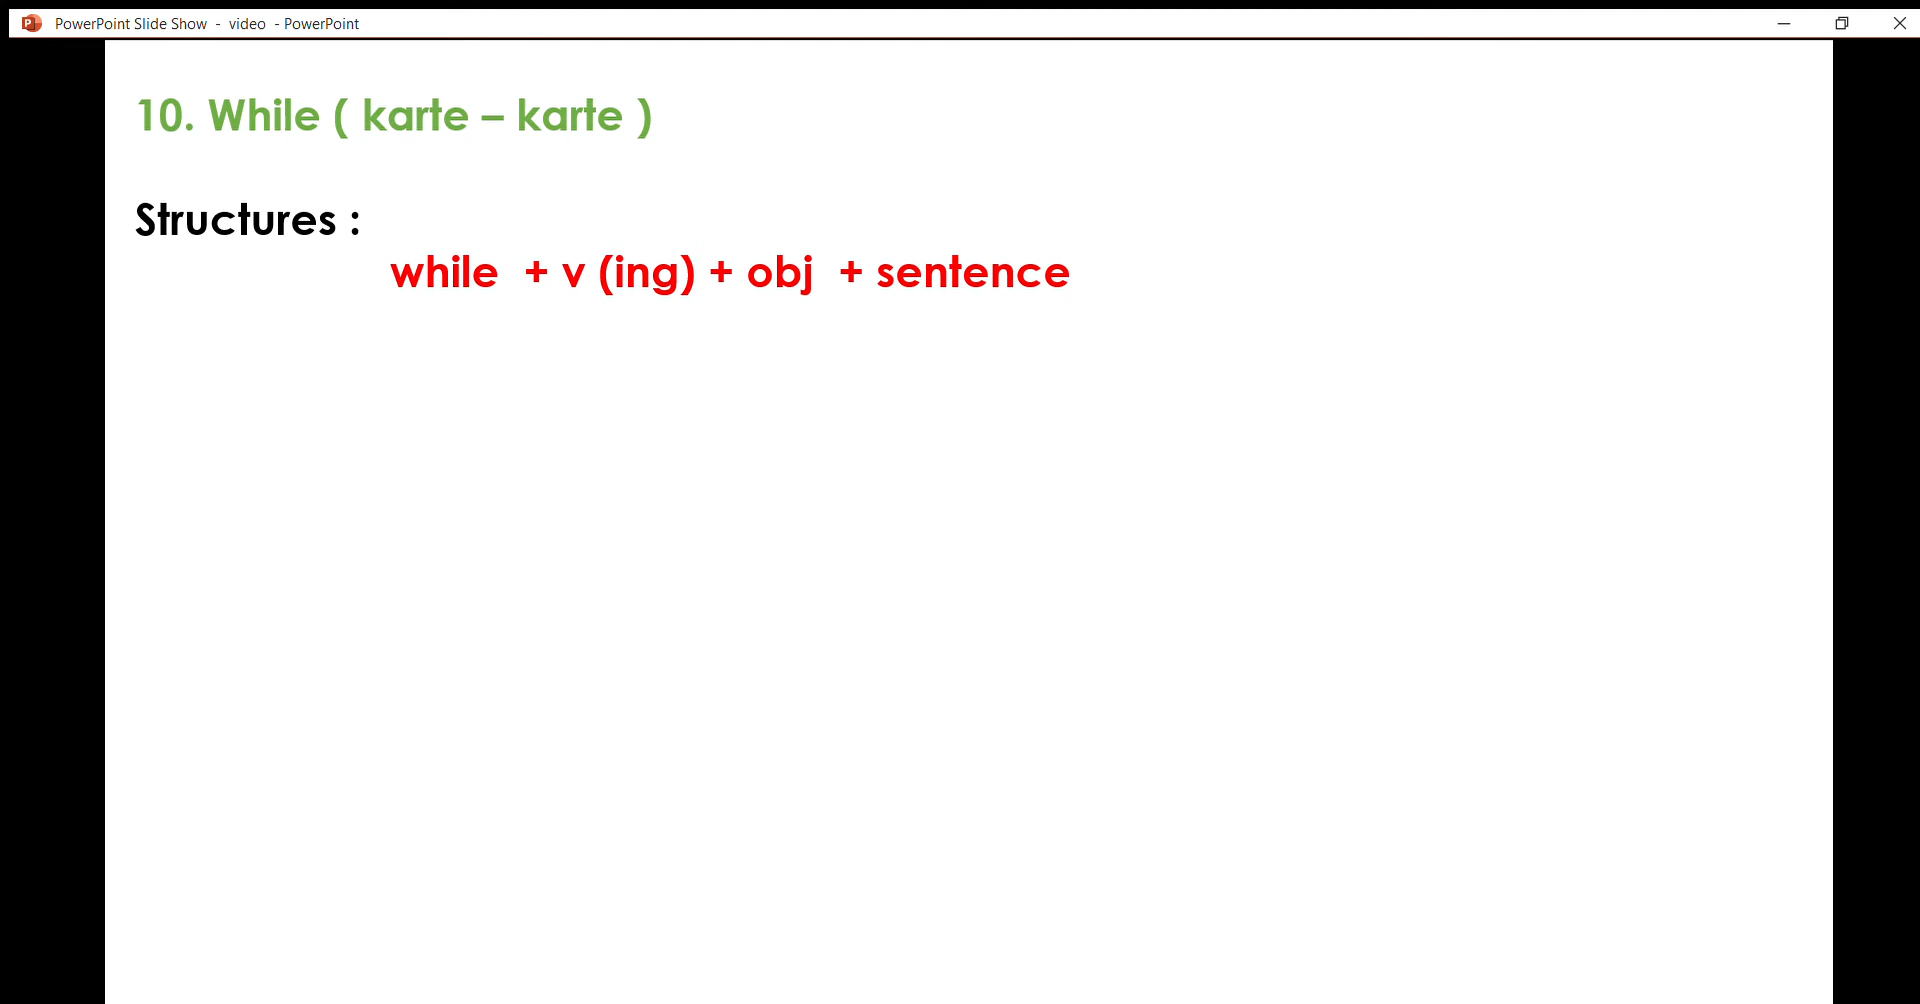 PowerPoint Slide Show - video - PowerPoint
10. While ( karte – karte )
Structures :
while + v (ing) + obj + sentence